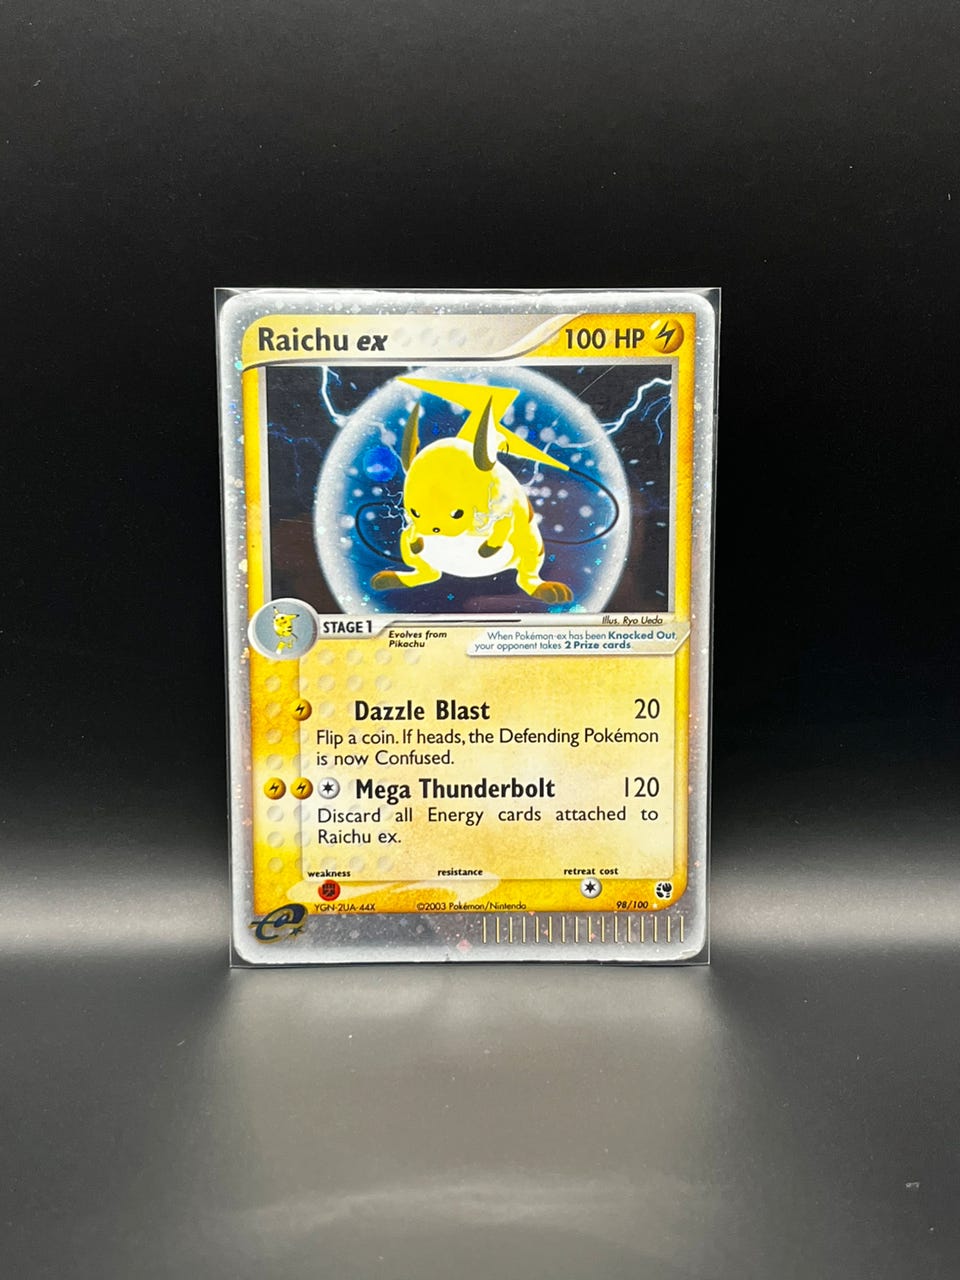 Raichu ex 100 HP
Illus. Ryo Ueda
STAGE 1
Evolves from
Pikachu
When Pokémon-ex has been Knocked Out,
your opponent takes 2 Prize cards.
Dazzle Blast 20
Flip a coin. If heads, the Defending Pokémon
is now Confused.
Mega Thunderbolt 120
Discard all Energy cards attached to
Raichu ex.
weakness resistance retreat cost
YGN-2UA-44X ©2003 Pokémon/Nintendo 98/100
e